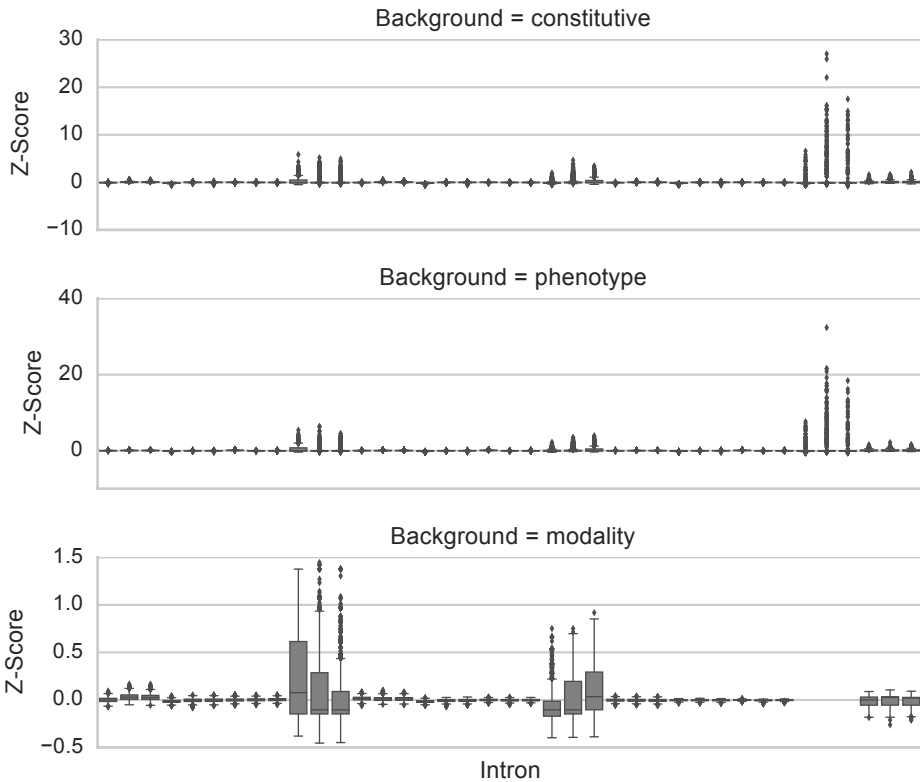 Background = constitutive
30
20
10
0
−10
Z-Score
Background = phenotype
40
20
0
Z-Score
Background = modality
1.5
1.0
0.5
0.0
−0.5
Z-Score
Intron